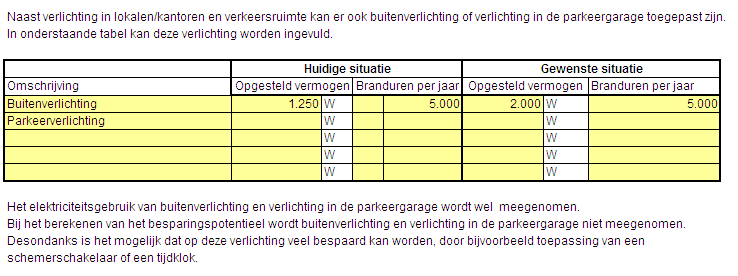 Naast verlichting in lokalen/kantoren en verkeersruimte kan er ook buitenverlichting of verlichting in de parkeergarage toegepast zijn.
In onderstaande tabel kan deze verlichting worden ingevuld.
Huidige situatie Gewenste situatie
Omschrijving Opgesteld vermogen Branduren per jaar Opgesteld vermogen Branduren per jaar
Buitenverlichting 1.250 W 5.000 2.000 W 5.000
Parkeerverlichting W W
W W
W W
W W
Het elektriciteitsgebruik van buitenverlichting en verlichting in de parkeergarage wordt wel meegenomen.
Bij het berekenen van het besparingspotentieel wordt buitenverlichting en verlichting in de parkeergarage niet meegenomen.
Desondanks is het mogelijk dat op deze verlichting veel bespaard kan worden, door bijvoorbeeld toepassing van een
schemerschakelaar of een tijdklok.